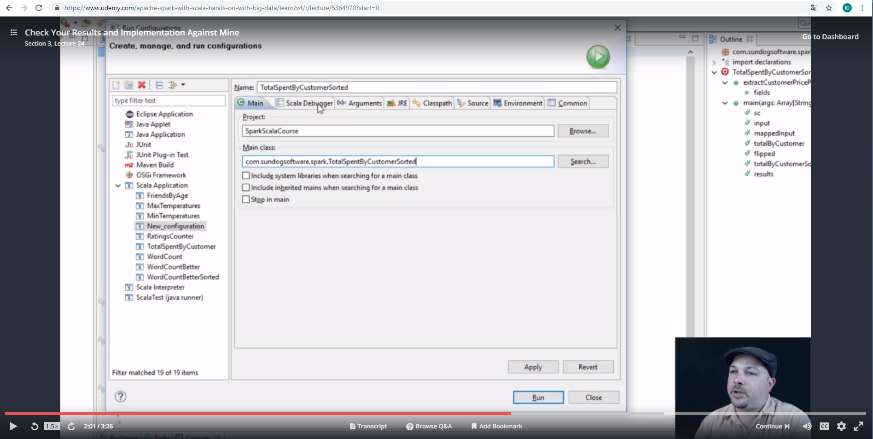 https://www.udemy.com/apache-spark-with-scala-hands-on-with-big-data/learn/v4/t/lecture/5364970?start=0
Run Configurations
Check Your Results and Implementation Against Mine
Section 3, Lecture 24
Go to Dashboard
Create, manage, and run configurations
Name: TotalSpentByCustomerSorted
type filter text
Main
Scala Debugger
Arguments
JRE
Classpath
Source
Environment
Common
Eclipse Application
Java Applet
Java Application
JUnit
JUnit Plug-in Test
Maven Build
OSGi Framework
Scala Application
FriendsByAge
MaxTemperatures
MinTemperatures
New_configuration
RatingsCounter
TotalSpentByCustomer
WordCount
WordCountBetter
WordCountBetterSorted
Scala Interpreter
ScalaTest (java runner)
Filter matched 19 of 19 items
Project:
SparkScalaCourse
Browse...
Main class:
com.sundogsoftware.spark.TotalSpentByCustomerSorted
Search...
Include system libraries when searching for a main class
Include inherited mains when searching for a main class
Stop in main
Apply
Revert
Run
Close
Outline
com.sundogsoftware.spar
import declarations
TotalSpentByCustomerSor
extractCustomerPriceP
fields
main(args: Array[String
sc
input
mappedInput
totalByCustomer
flipped
totalByCustomerSo
results
1.5x
2:01 / 3:26
Transcript
Browse Q&A
Add Bookmark
Continue